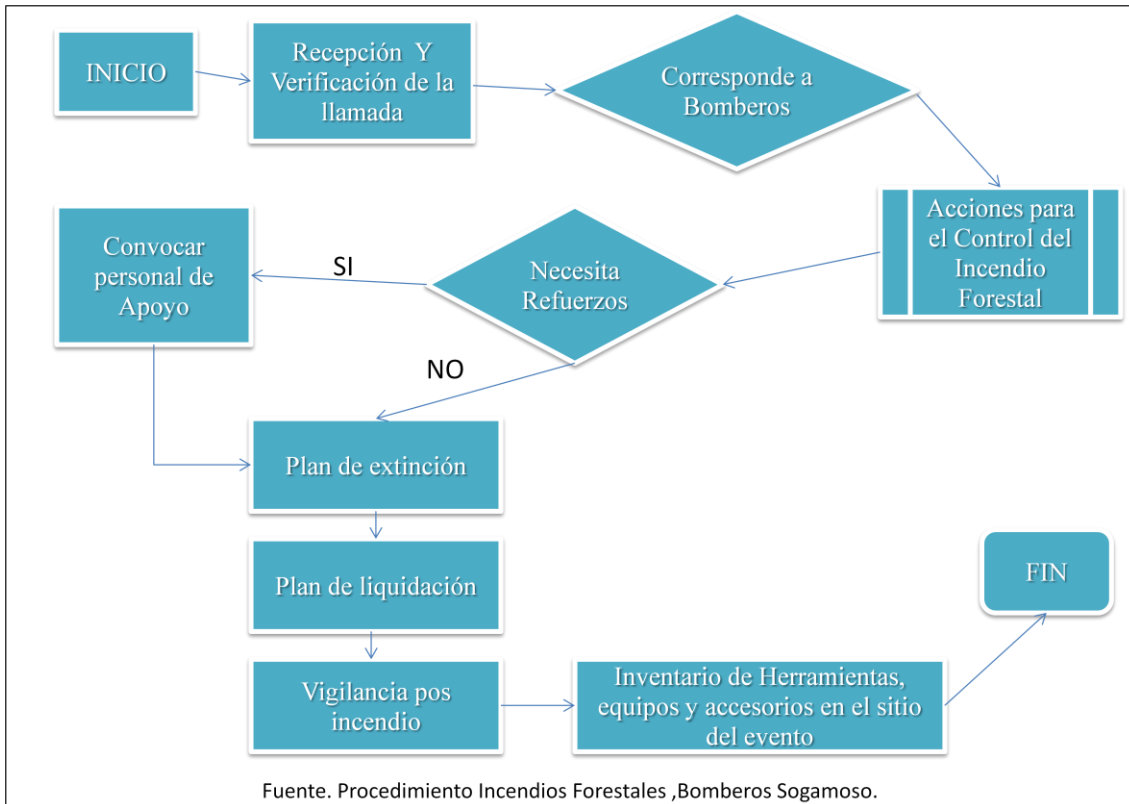 INICIO
Recepción Y
Verificación de la
llamada
Corresponde a
Bomberos
Acciones para
el Control del
Incendio
Forestal
Necesita
Refuerzos
SI
Convocar
personal de
Apoyo
NO
Plan de extinción
Plan de liquidación
Vigilancia pos
incendio
Inventario de Herramientas,
equipos y accesorios en el sitio
del evento
FIN
Fuente. Procedimiento Incendios Forestales ,Bomberos Sogamoso.